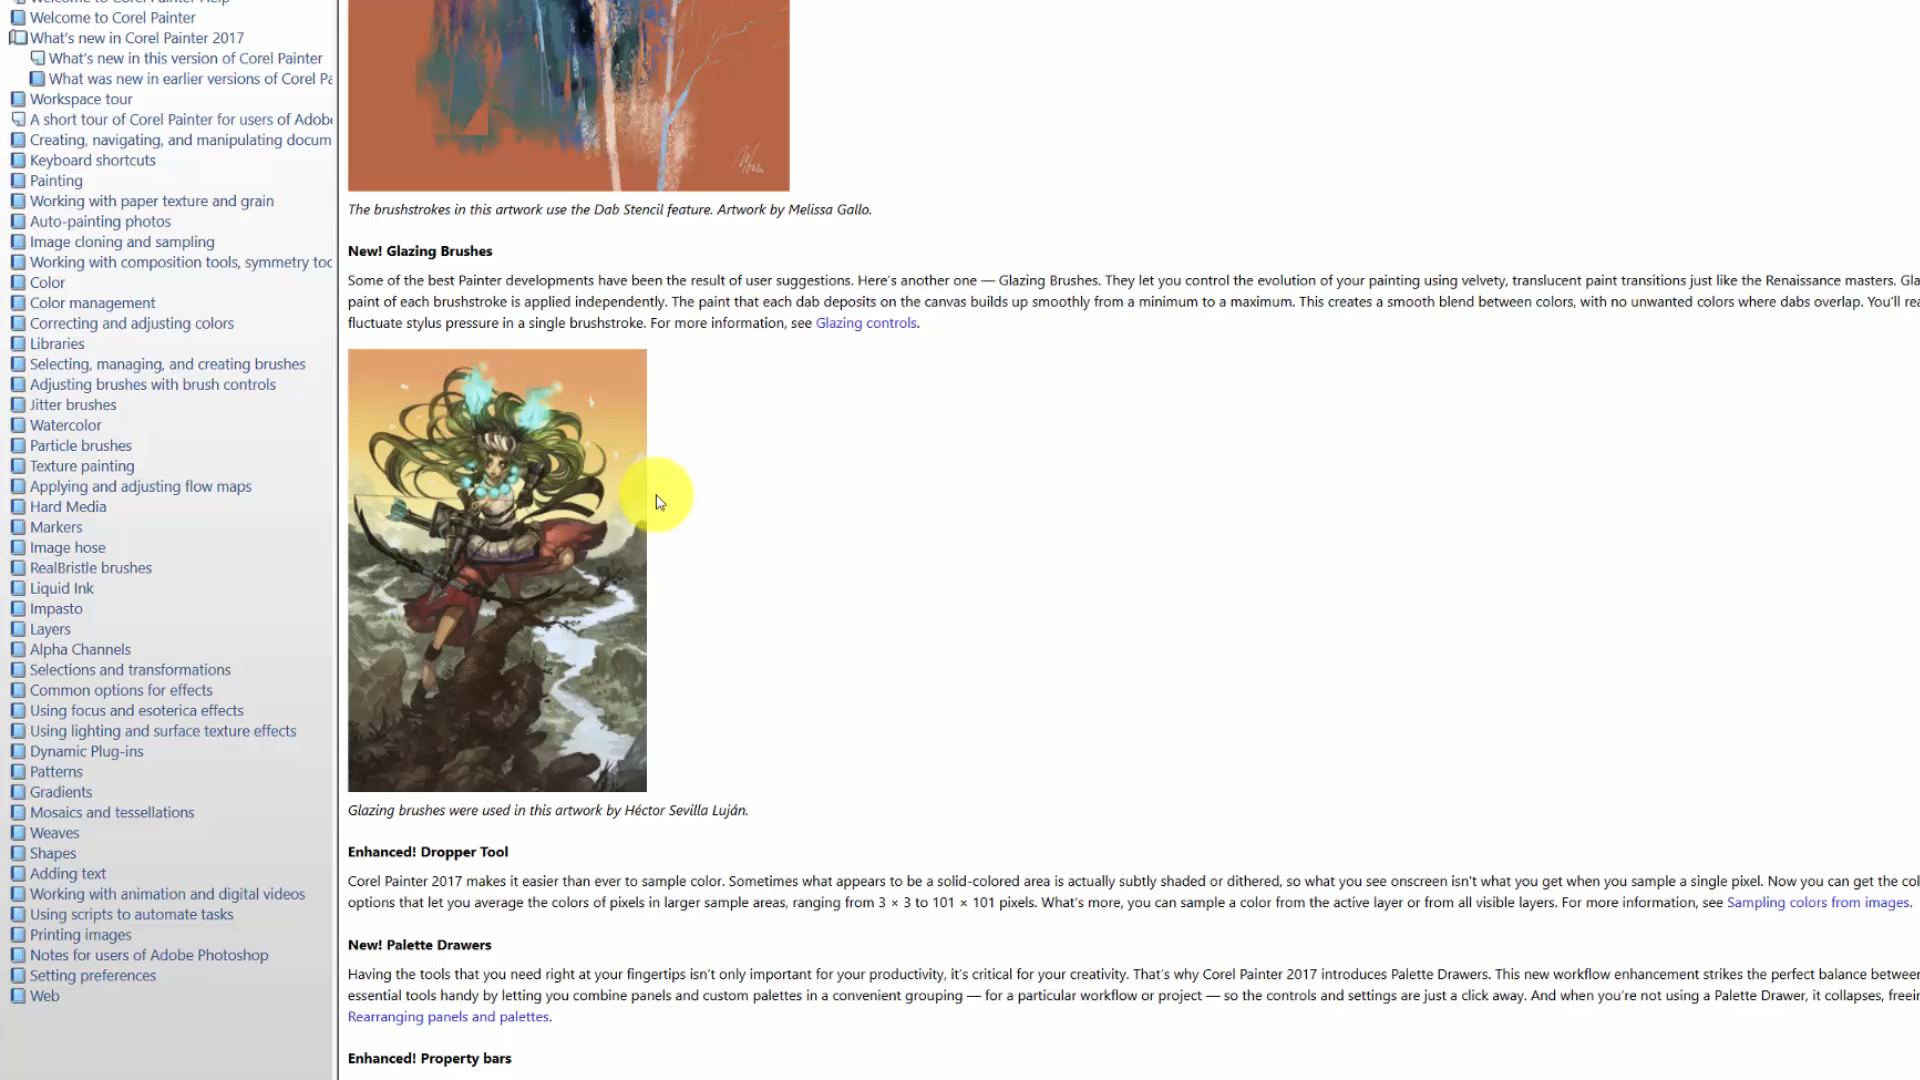 Welcome to Corel Painter Help
Welcome to Corel Painter
What's new in Corel Painter 2017
What's new in this version of Corel Painter
What was new in earlier versions of Corel Pa
Workspace tour
A short tour of Corel Painter for users of Adob
Creating, navigating, and manipulating docum
Keyboard shortcuts
Painting
Working with paper texture and grain
Auto-painting photos
Image cloning and sampling
Working with composition tools, symmetry too
Color
Color management
Correcting and adjusting colors
Libraries
Selecting, managing, and creating brushes
Adjusting brushes with brush controls
Jitter brushes
Watercolor
Particle brushes
Texture painting
Applying and adjusting flow maps
Hard Media
Markers
Image hose
RealBristle brushes
Liquid Ink
Impasto
Layers
Alpha Channels
Selections and transformations
Common options for effects
Using focus and esoterica effects
Using lighting and surface texture effects
Dynamic Plug-ins
Patterns
Gradients
Mosaics and tessellations
Weaves
Shapes
Adding text
Working with animation and digital videos
Using scripts to automate tasks
Printing images
Notes for users of Adobe Photoshop
Setting preferences
Web
The brushstrokes in this artwork use the Dab Stencil feature. Artwork by Melissa Gallo.
New! Glazing Brushes
Some of the best Painter developments have been the result of user suggestions. Here's another one — Glazing Brushes. They let you control the evolution of your painting using velvety, translucent paint transitions just like the Renaissance masters. Gla
paint of each brushstroke is applied independently. The paint that each dab deposits on the canvas builds up smoothly from a minimum to a maximum. This creates a smooth blend between colors, with no unwanted colors where dabs overlap. You'll rea
fluctuate stylus pressure in a single brushstroke. For more information, see Glazing controls.
Glazing brushes were used in this artwork by Héctor Sevilla Luján.
Enhanced! Dropper Tool
Corel Painter 2017 makes it easier than ever to sample color. Sometimes what appears to be a solid-colored area is actually subtly shaded or dithered, so what you see onscreen isn't what you get when you sample a single pixel. Now you can get the col
options that let you average the colors of pixels in larger sample areas, ranging from 3 × 3 to 101 × 101 pixels. What's more, you can sample a color from the active layer or from all visible layers. For more information, see Sampling colors from images.
New! Palette Drawers
Having the tools that you need right at your fingertips isn't only important for your productivity, it's critical for your creativity. That's why Corel Painter 2017 introduces Palette Drawers. This new workflow enhancement strikes the perfect balance between
essential tools handy by letting you combine panels and custom palettes in a convenient grouping — for a particular workflow or project — so the controls and settings are just a click away. And when you're not using a Palette Drawer, it collapses, freein
Rearranging panels and palettes.
Enhanced! Property bars